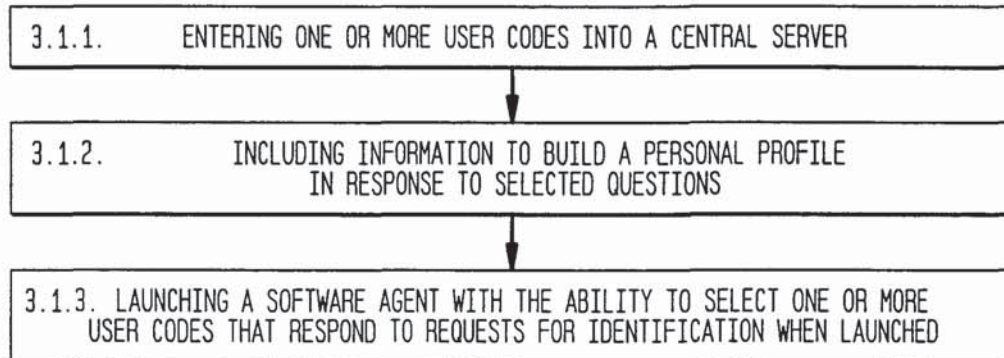 3.1.1. ENTERING ONE OR MORE USER CODES INTO A CENTRAL SERVER
3.1.2. INCLUDING INFORMATION TO BUILD A PERSONAL PROFILE
IN RESPONSE TO SELECTED QUESTIONS
3.1.3. LAUNCHING A SOFTWARE AGENT WITH THE ABILITY TO SELECT ONE OR MORE
USER CODES THAT RESPOND TO REQUESTS FOR IDENTIFICATION WHEN LAUNCHED